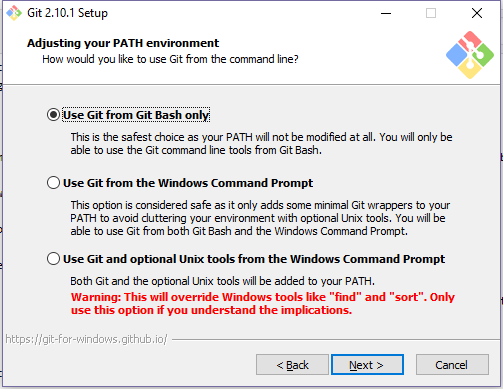 Git 2.10.1 Setup
Adjusting your PATH environment
How would you like to use Git from the command line?
Use Git from Git Bash only
This is the safest choice as your PATH will not be modified at all. You will only be
able to use the Git command line tools from Git Bash.
Use Git from the Windows Command Prompt
This option is considered safe as it only adds some minimal Git wrappers to your
PATH to avoid cluttering your environment with optional Unix tools. You will be
able to use Git from both Git Bash and the Windows Command Prompt.
Use Git and optional Unix tools from the Windows Command Prompt
Both Git and the optional Unix tools will be added to your PATH.
Warning: This will override Windows tools like "find" and "sort". Only
use this option if you understand the implications.
https://git-for-windows.github.io/
< Back Next > Cancel